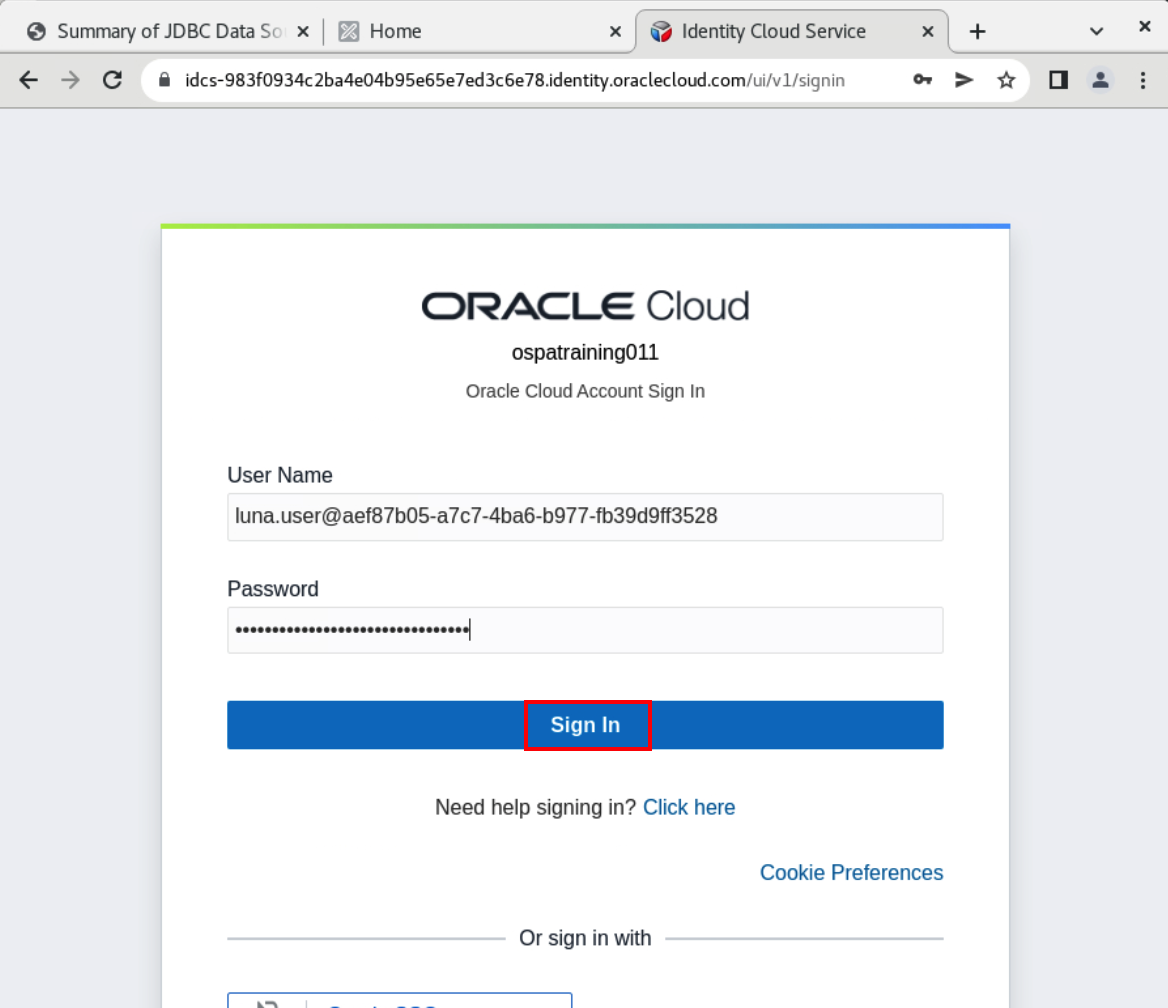 Summary of JDBC Data So
Home
Identity Cloud Service
idcs-983f0934c2ba4e04b95e65e7ed3c6e78.identity.oraclecloud.com/ui/v1/signin
ORACLE Cloud
ospatraining011
Oracle Cloud Account Sign In
User Name
luna.user@aef87b05-a7c7-4ba6-b977-fb39d9ff3528
Password
••••••••••••••••••••••••••••••••
Sign In
Need help signing in? Click here
Cookie Preferences
Or sign in with